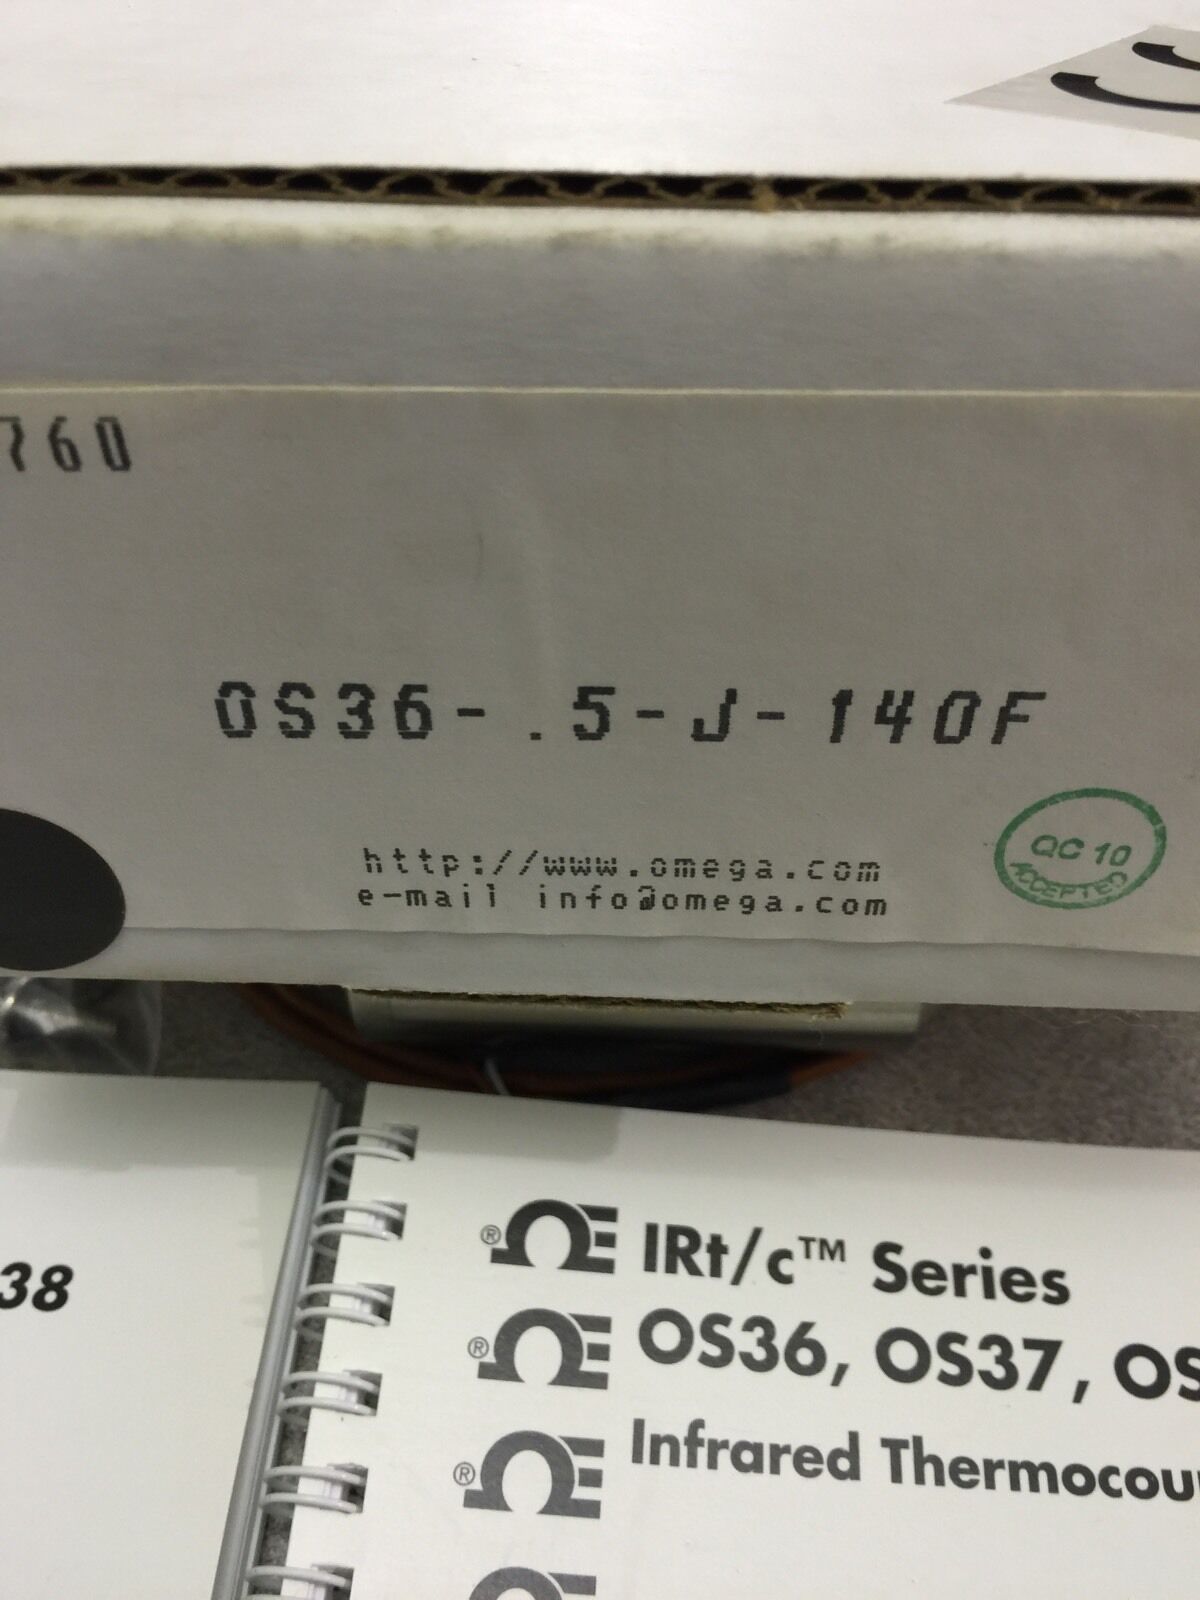 760
OS36-.5-J-140F
http://www.omega.com
e-mail info@omega.com
QC 10
ACCEPTED
38
® IRt/c™ Series
® OS36, OS37, OS
® Infrared Thermocou